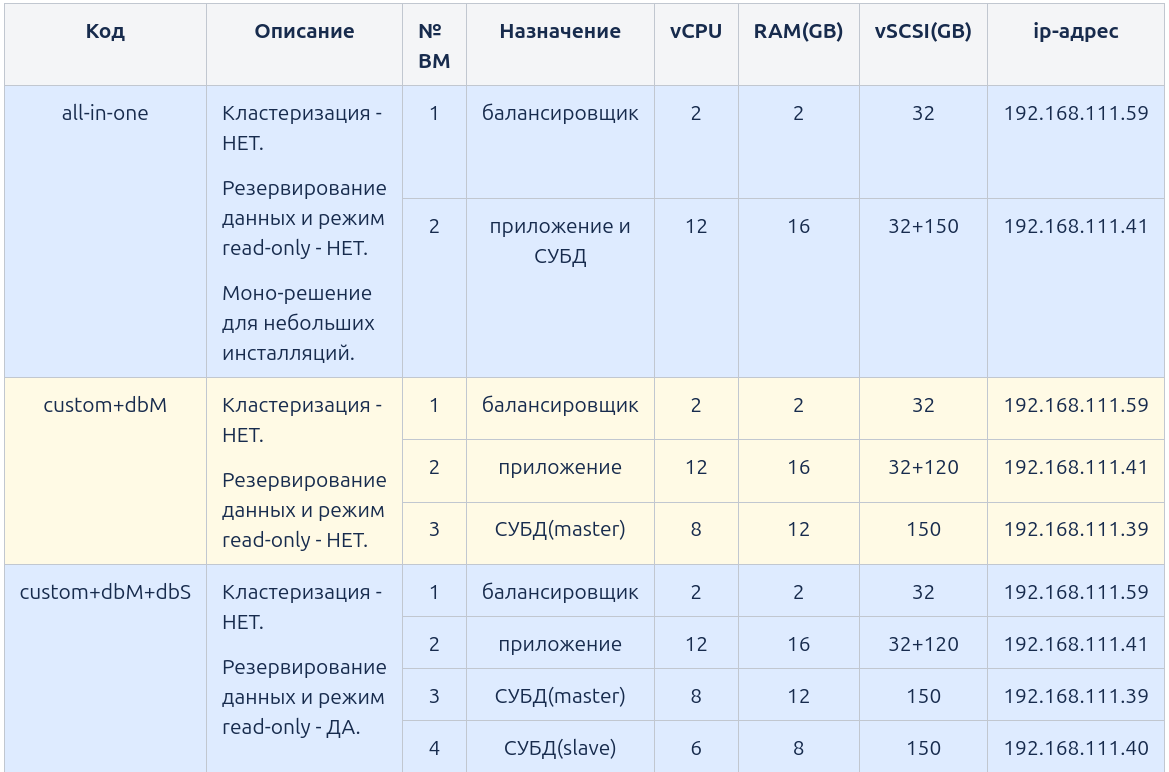 Код Описание № ВМ Назначение vCPU RAM(GB) vSCSI(GB) ip-адрес
all-in-one
Кластеризация -
НЕТ.
Резервирование
данных и режим
read-only - НЕТ.
Моно-решение
для небольших
инсталляций.
1 балансировщик 2 2 32 192.168.111.59
2 приложение и
СУБД
12 16 32+150 192.168.111.41
custom+dbM
Кластеризация -
НЕТ.
Резервирование
данных и режим
read-only - НЕТ.
1 балансировщик 2 2 32 192.168.111.59
2 приложение 12 16 32+120 192.168.111.41
3 СУБД(master) 8 12 150 192.168.111.39
custom+dbM+dbS
Кластеризация -
НЕТ.
Резервирование
данных и режим
read-only - ДА.
1 балансировщик 2 2 32 192.168.111.59
2 приложение 12 16 32+120 192.168.111.41
3 СУБД(master) 8 12 150 192.168.111.39
4 СУБД(slave) 6 8 150 192.168.111.40